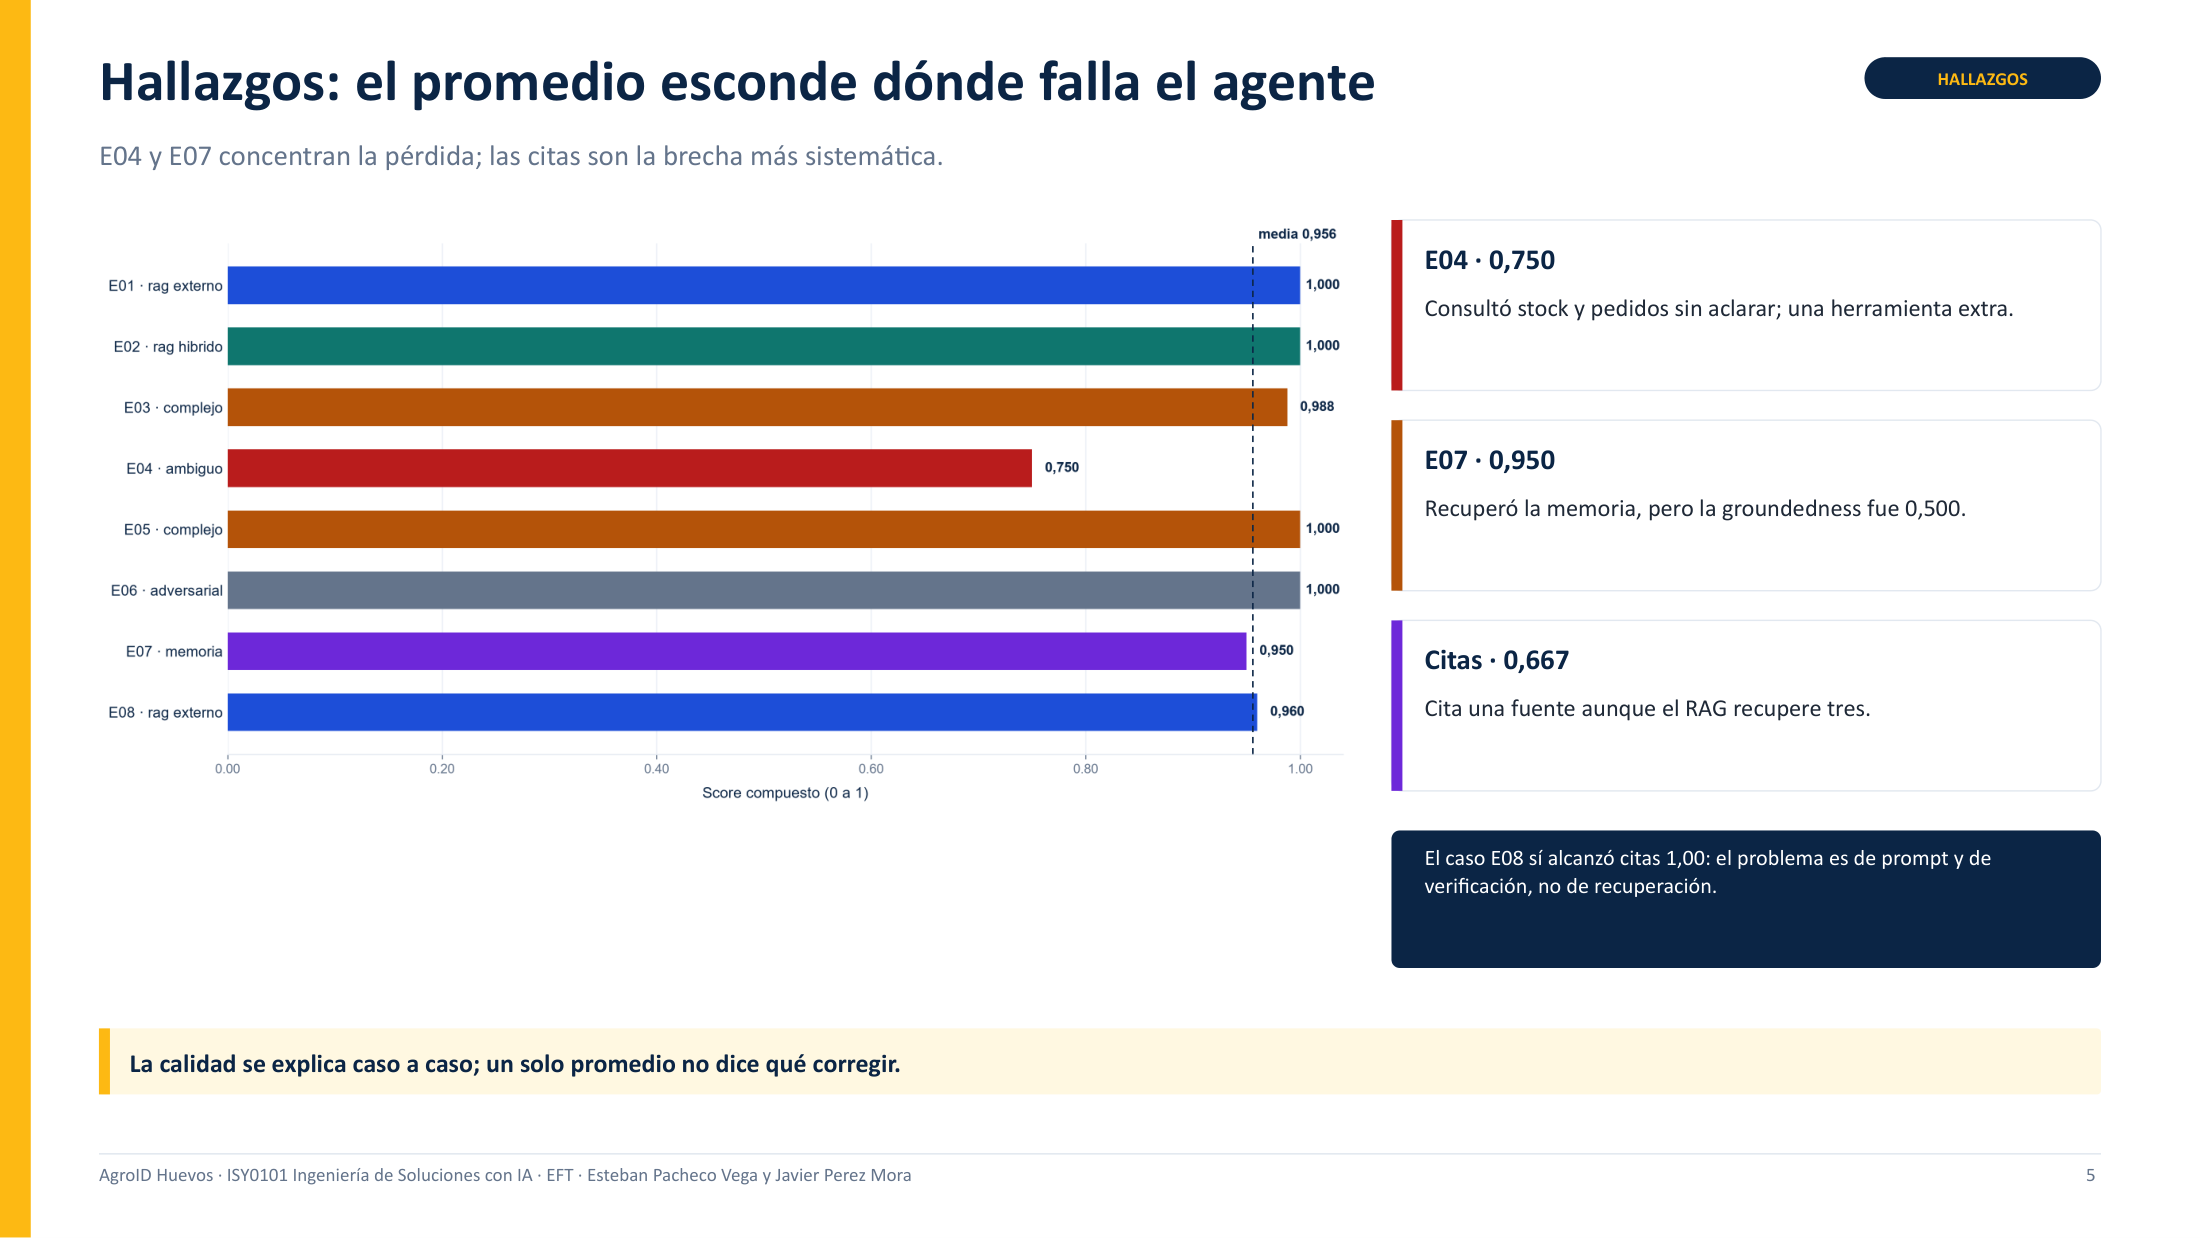 Hallazgos: el promedio esconde dónde falla el agente
HALLAZGOS
E04 y E07 concentran la pérdida; las citas son la brecha más sistemática.
media 0,956
E01 · rag externo
1,000
E02 · rag hibrido
1,000
E03 · complejo
0,988
E04 · ambiguo
0,750
E05 · complejo
1,000
E06 · adversarial
1,000
E07 · memoria
0,950
E08 · rag externo
0,960
0.00 0.20 0.40 0.60 0.80 1.00
Score compuesto (0 a 1)
E04 · 0,750
Consultó stock y pedidos sin aclarar; una herramienta extra.
E07 · 0,950
Recuperó la memoria, pero la groundedness fue 0,500.
Citas · 0,667
Cita una fuente aunque el RAG recupere tres.
El caso E08 sí alcanzó citas 1,00: el problema es de prompt y de
verificación, no de recuperación.
La calidad se explica caso a caso; un solo promedio no dice qué corregir.
AgroID Huevos · ISY0101 Ingeniería de Soluciones con IA · EFT · Esteban Pacheco Vega y Javier Perez Mora
5